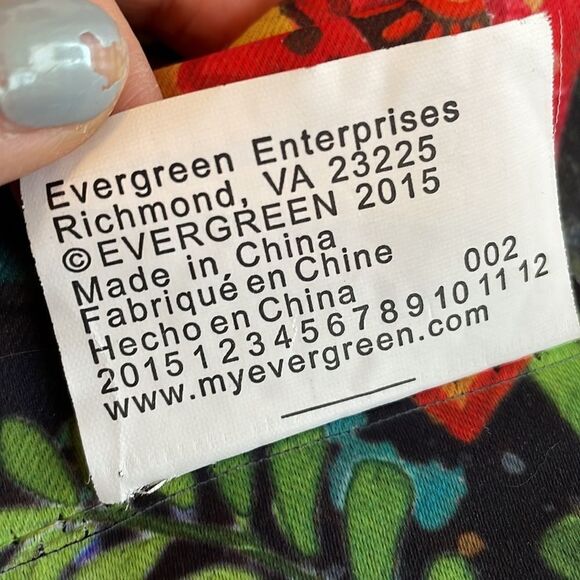 Evergreen Enterprises
Richmond, VA 23225
©EVERGREEN 2015
Made in China
Fabriqué en Chine
Hecho en China 002
2015 1 2 3 4 5 6 7 8 9 10 11 12
www.myevergreen.com